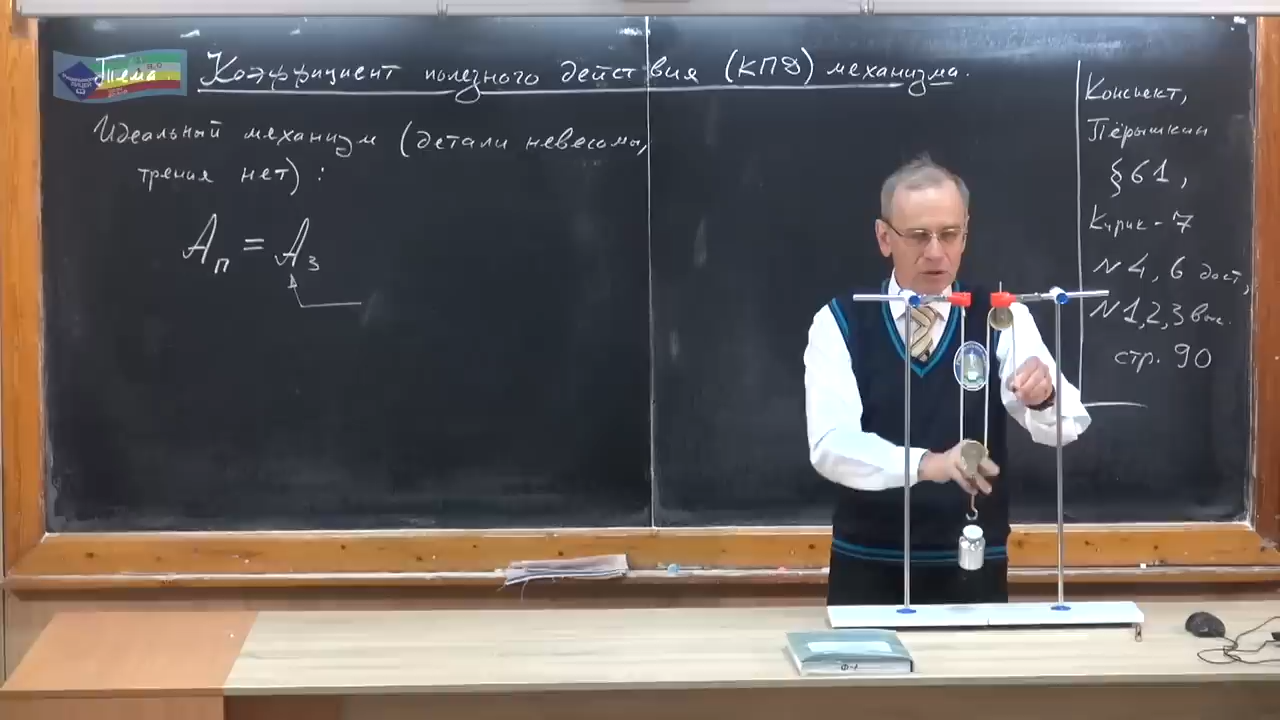 Тема. Коэффициент полезного действия (КПД) механизма.
Идеальный механизм (детали невесомы,
трения нет):
Aп = Aз
Конспект,
Пёрышкин
§61,
Кирик - 7
№4, 6 дост,
№1,2,3 выс.
стр. 90